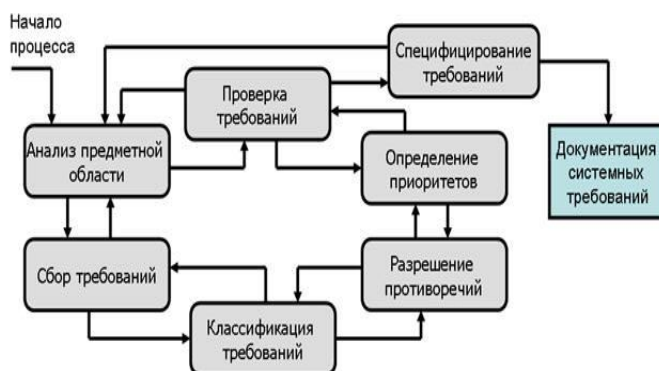 Начало
процесса
Специфицирование
требований
Проверка
требований
Анализ предметной
области
Определение
приоритетов
Документация
системных
требований
Сбор требований
Разрешение
противоречий
Классификация
требований